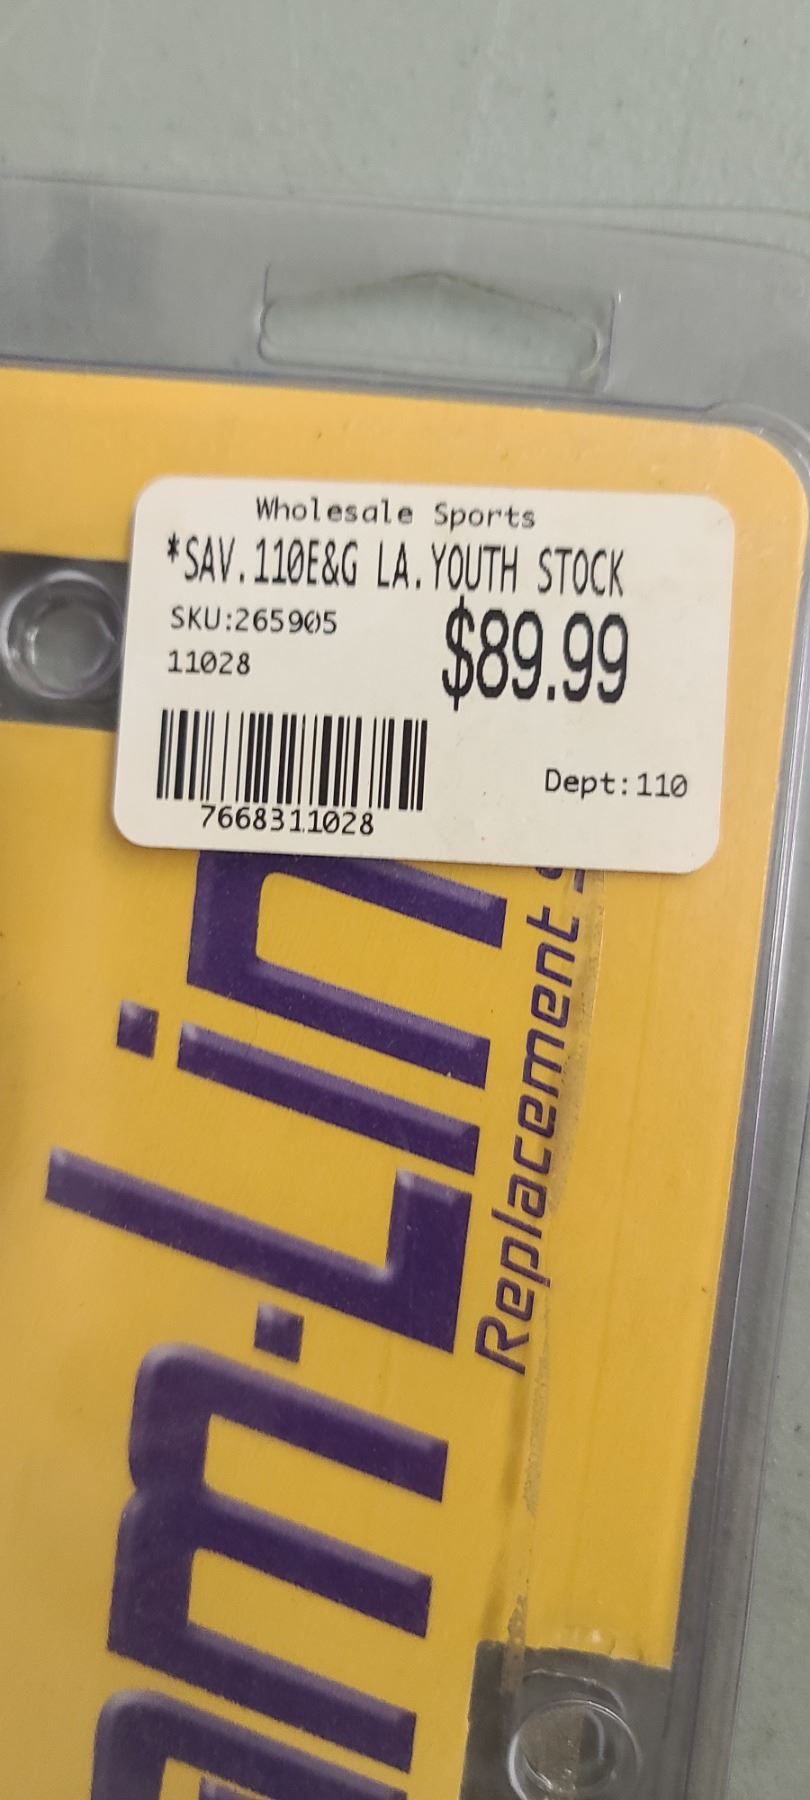 Wholesale Sports
*SAV.110E&G LA.YOUTH STOCK
SKU:265905
$89.99
11028
7668311028
Dept:110
Replacement